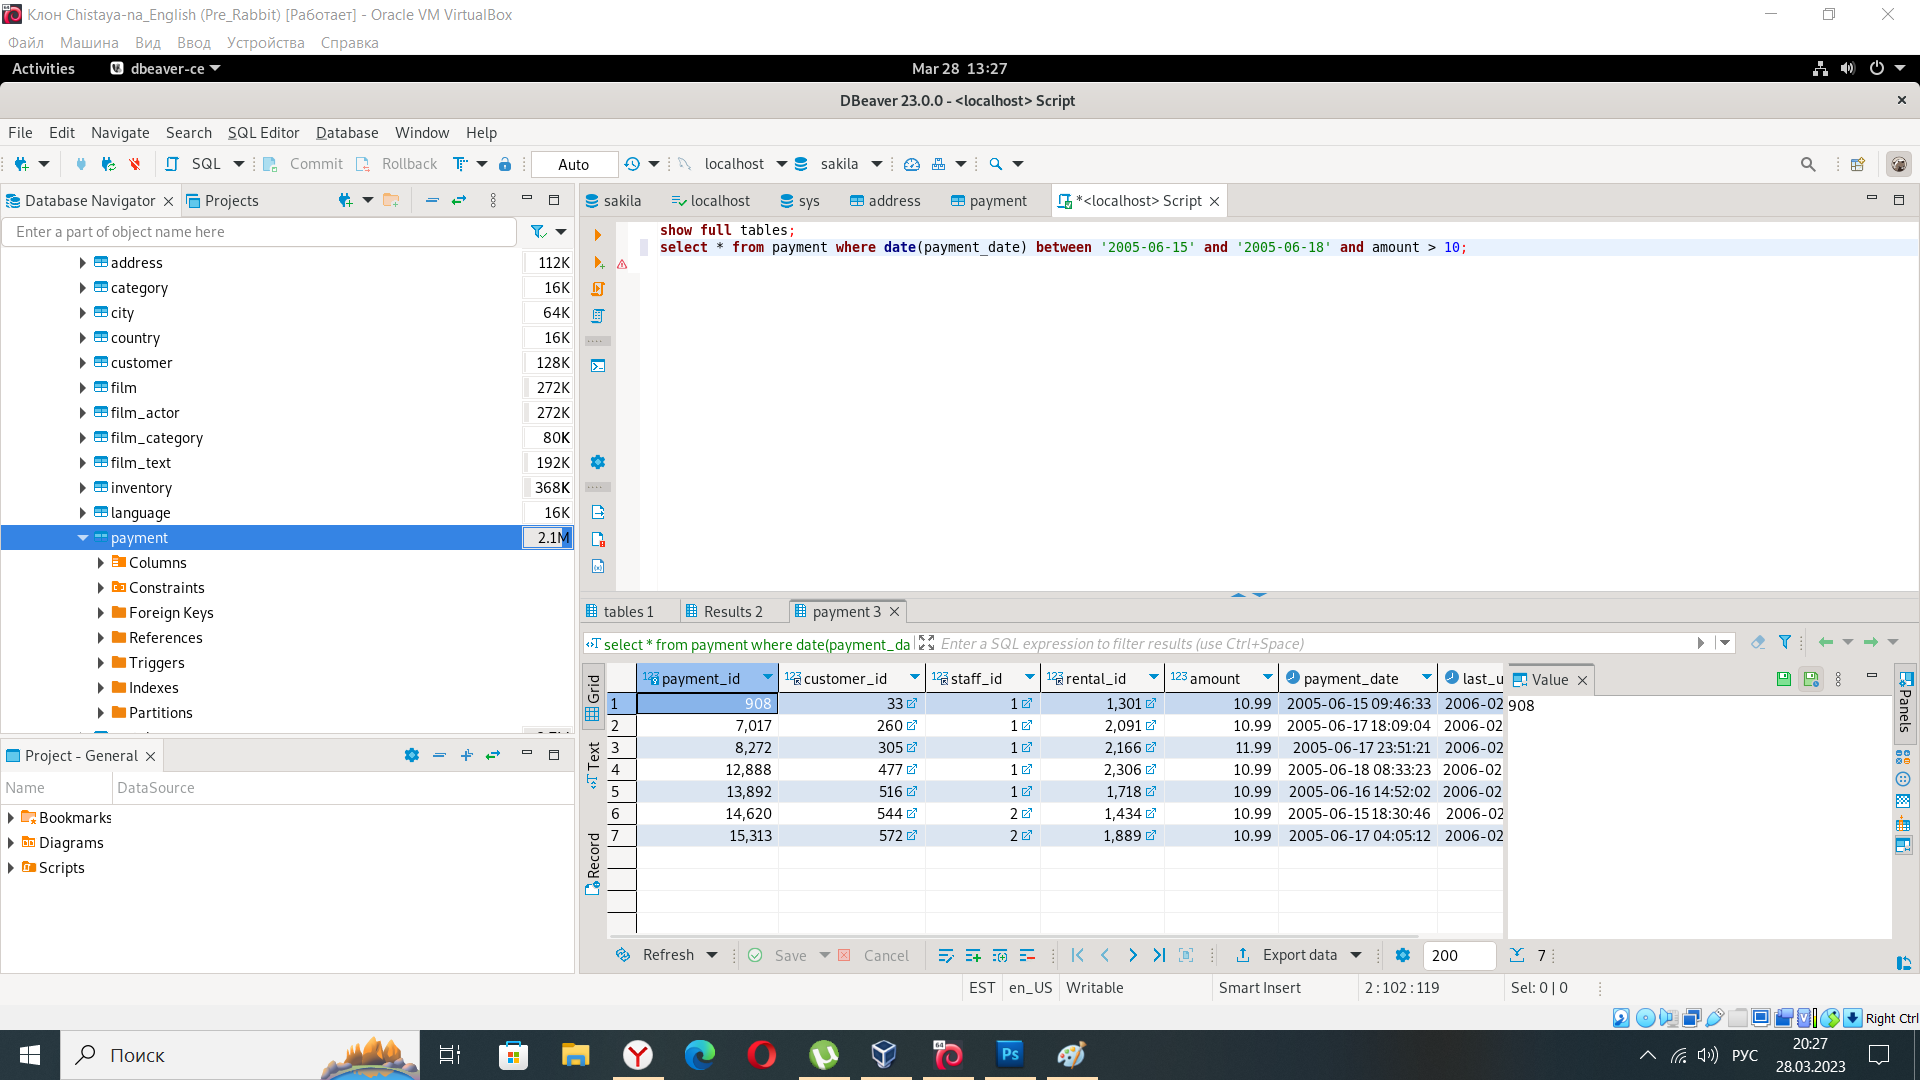 Клон Chistaya-na_English (Pre_Rabbit) [Работает] - Oracle VM VirtualBox
Файл Машина Вид Ввод Устройства Справка
Activities dbeaver-ce Mar 28 13:27
DBeaver 23.0.0 - <localhost> Script
File Edit Navigate Search SQL Editor Database Window Help
SQL Commit Rollback Auto localhost sakila
Database Navigator Projects
Enter a part of object name here
address 112K
category 16K
city 64K
country 16K
customer 128K
film 272K
film_actor 272K
film_category 80K
film_text 192K
inventory 368K
language 16K
payment 2.1M
Columns
Constraints
Foreign Keys
References
Triggers
Indexes
Partitions
Project - General
Name DataSource
Bookmarks
Diagrams
Scripts
sakila localhost sys address payment *<localhost> Script
show full tables;
select * from payment where date(payment_date) between '2005-06-15' and '2005-06-18' and amount > 10;
tables 1 Results 2 payment 3
select * from payment where date(payment_da Enter a SQL expression to filter results (use Ctrl+Space)
Grid
Text
Record
payment_id customer_id staff_id rental_id amount payment_date last_u
1 908 33 1 1,301 10.99 2005-06-15 09:46:33 2006-02
2 7,017 260 1 2,091 10.99 2005-06-17 18:09:04 2006-02
3 8,272 305 1 2,166 11.99 2005-06-17 23:51:21 2006-02
4 12,888 477 1 2,306 10.99 2005-06-18 08:33:23 2006-02
5 13,892 516 1 1,718 10.99 2005-06-16 14:52:02 2006-02
6 14,620 544 2 1,434 10.99 2005-06-15 18:30:46 2006-02
7 15,313 572 2 1,889 10.99 2005-06-17 04:05:12 2006-02
Value
908
Panels
Refresh Save Cancel Export data 200 7
EST en_US Writable Smart Insert 2 : 102 : 119 Sel: 0 | 0
Right Ctrl
Поиск
Ps
РУС
20:27
28.03.2023